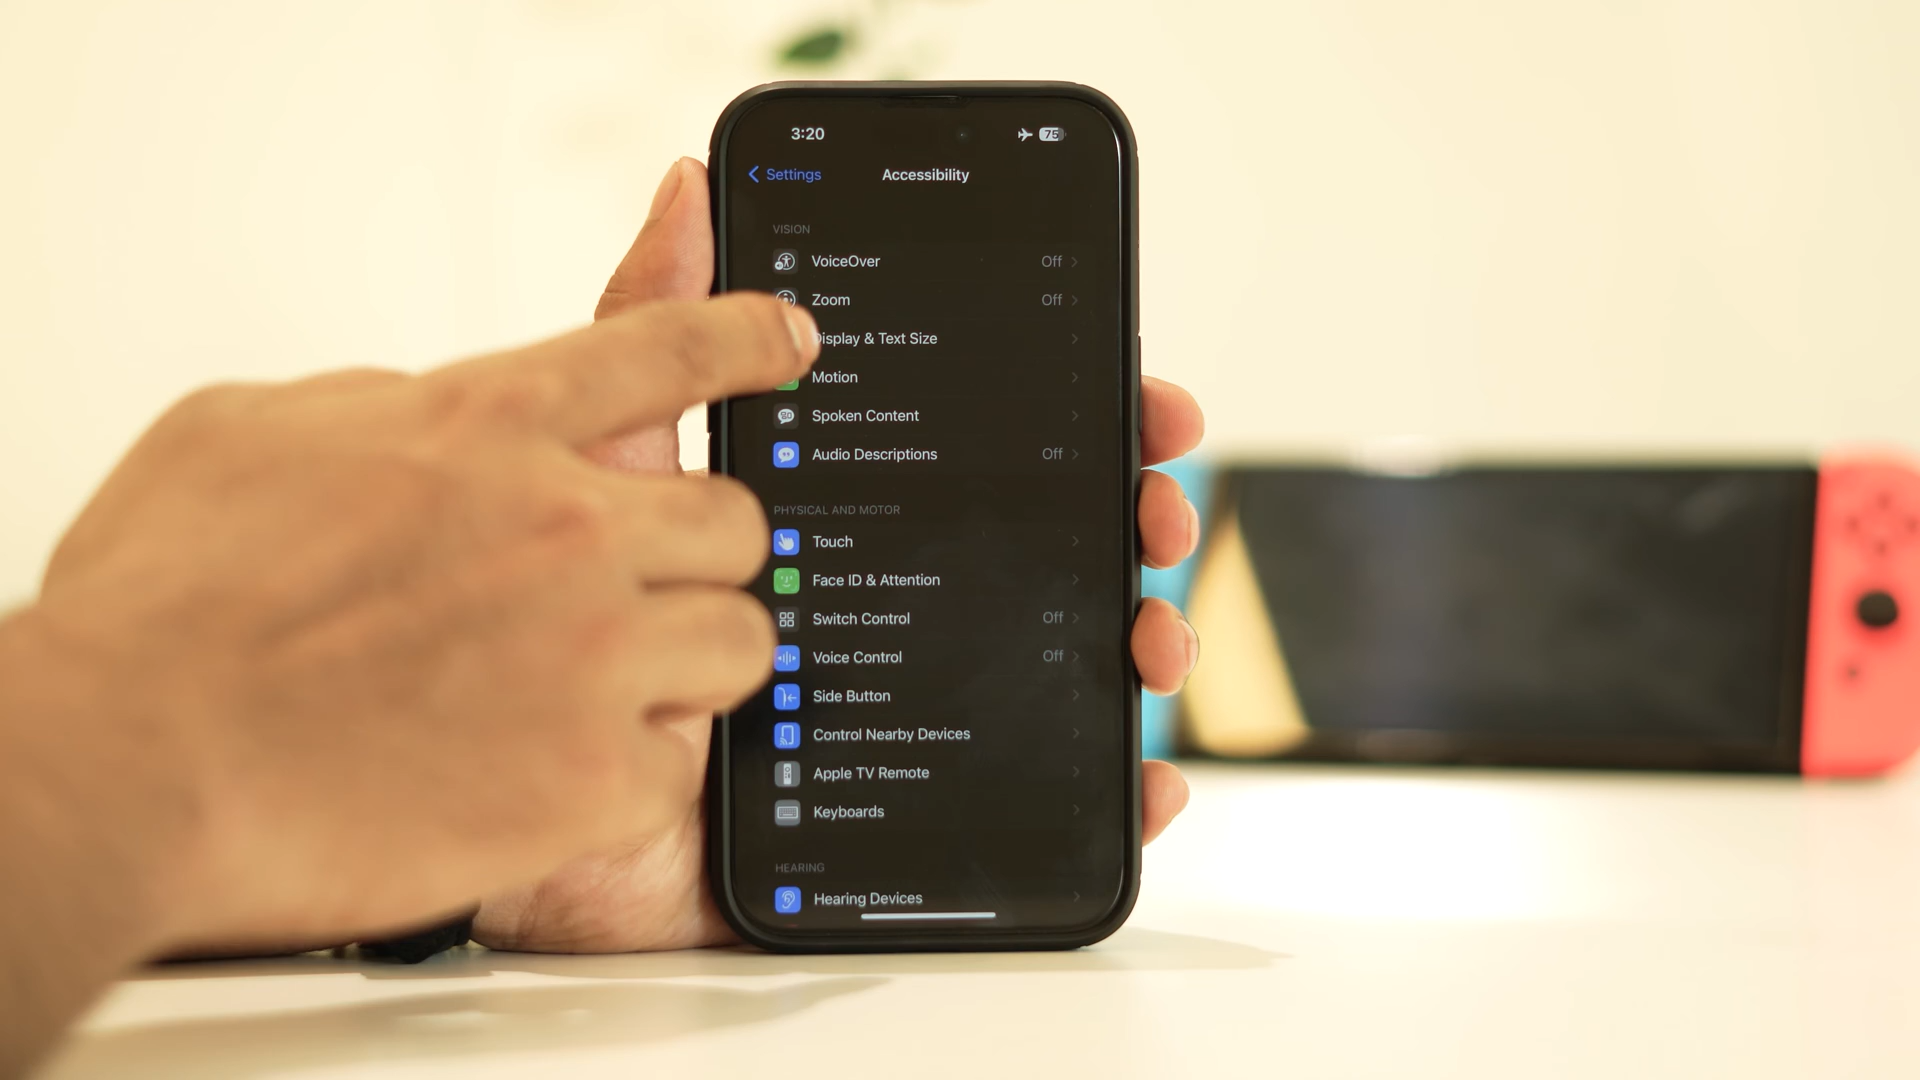 3:20
75
Settings
Accessibility
VISION
VoiceOver Off
Zoom Off
Display & Text Size
Motion
Spoken Content
Audio Descriptions Off
PHYSICAL AND MOTOR
Touch
Face ID & Attention
Switch Control Off
Voice Control Off
Side Button
Control Nearby Devices
Apple TV Remote
Keyboards
HEARING
Hearing Devices